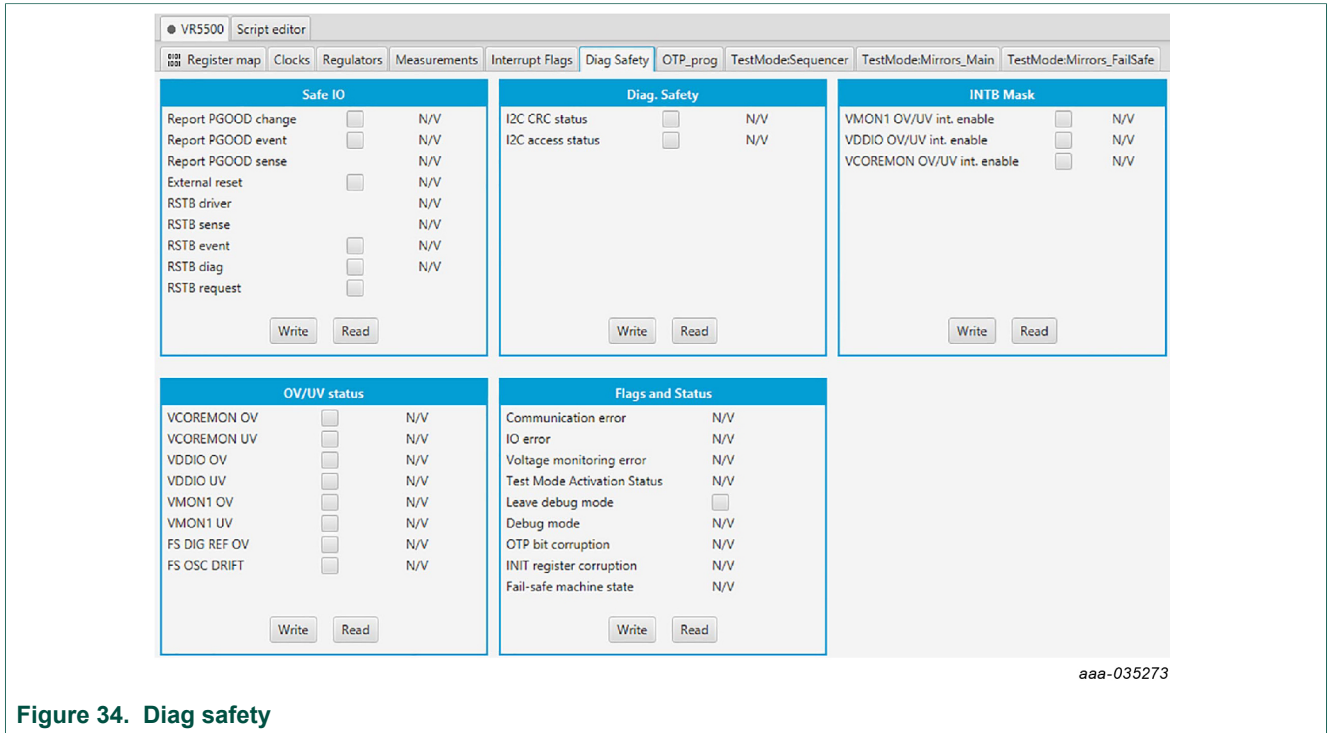 VR5500 Script editor
Register map Clocks Regulators Measurements Interrupt Flags Diag Safety OTP_prog TestMode:Sequencer TestMode:Mirrors_Main TestMode:Mirrors_FailSafe
Safe IO
Report PGOOD change N/V
Report PGOOD event N/V
Report PGOOD sense N/V
External reset N/V
RSTB driver N/V
RSTB sense N/V
RSTB event N/V
RSTB diag N/V
RSTB request
Write Read
Diag. Safety
I2C CRC status N/V
I2C access status N/V
Write Read
INTB Mask
VMON1 OV/UV int. enable N/V
VDDIO OV/UV int. enable N/V
VCOREMON OV/UV int. enable N/V
Write Read
OV/UV status
VCOREMON OV N/V
VCOREMON UV N/V
VDDIO OV N/V
VDDIO UV N/V
VMON1 OV N/V
VMON1 UV N/V
FS DIG REF OV N/V
FS OSC DRIFT N/V
Write Read
Flags and Status
Communication error N/V
IO error N/V
Voltage monitoring error N/V
Test Mode Activation Status N/V
Leave debug mode
Debug mode N/V
OTP bit corruption N/V
INIT register corruption N/V
Fail-safe machine state N/V
Write Read
aaa-035273
Figure 34. Diag safety